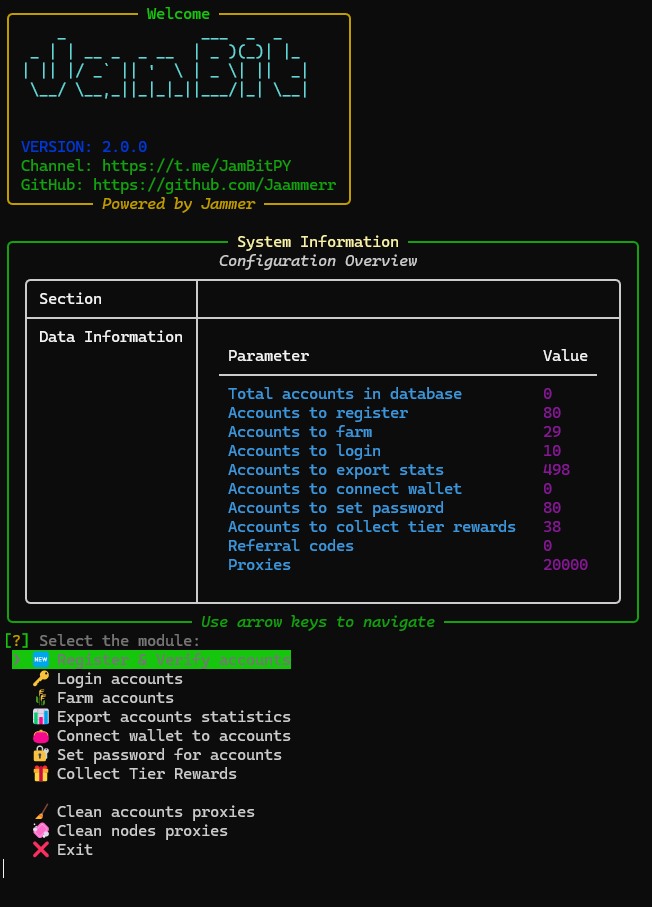 Welcome
JamBit
VERSION: 2.0.0
Channel: https://t.me/JamBitPY
GitHub: https://github.com/Jaammerr
Powered by Jammer
System Information
Configuration Overview
Section
Data Information
Parameter Value
Total accounts in database 0
Accounts to register 80
Accounts to farm 29
Accounts to login 10
Accounts to export stats 498
Accounts to connect wallet 0
Accounts to set password 80
Accounts to collect tier rewards 38
Referral codes 0
Proxies 20000
Use arrow keys to navigate
[?] Select the module:
> 🆕 Register & Verify accounts
🔑 Login accounts
Farm accounts
📊 Export accounts statistics
👛 Connect wallet to accounts
🔐 Set password for accounts
🎁 Collect Tier Rewards
🧹 Clean accounts proxies
🧼 Clean nodes proxies
❌ Exit